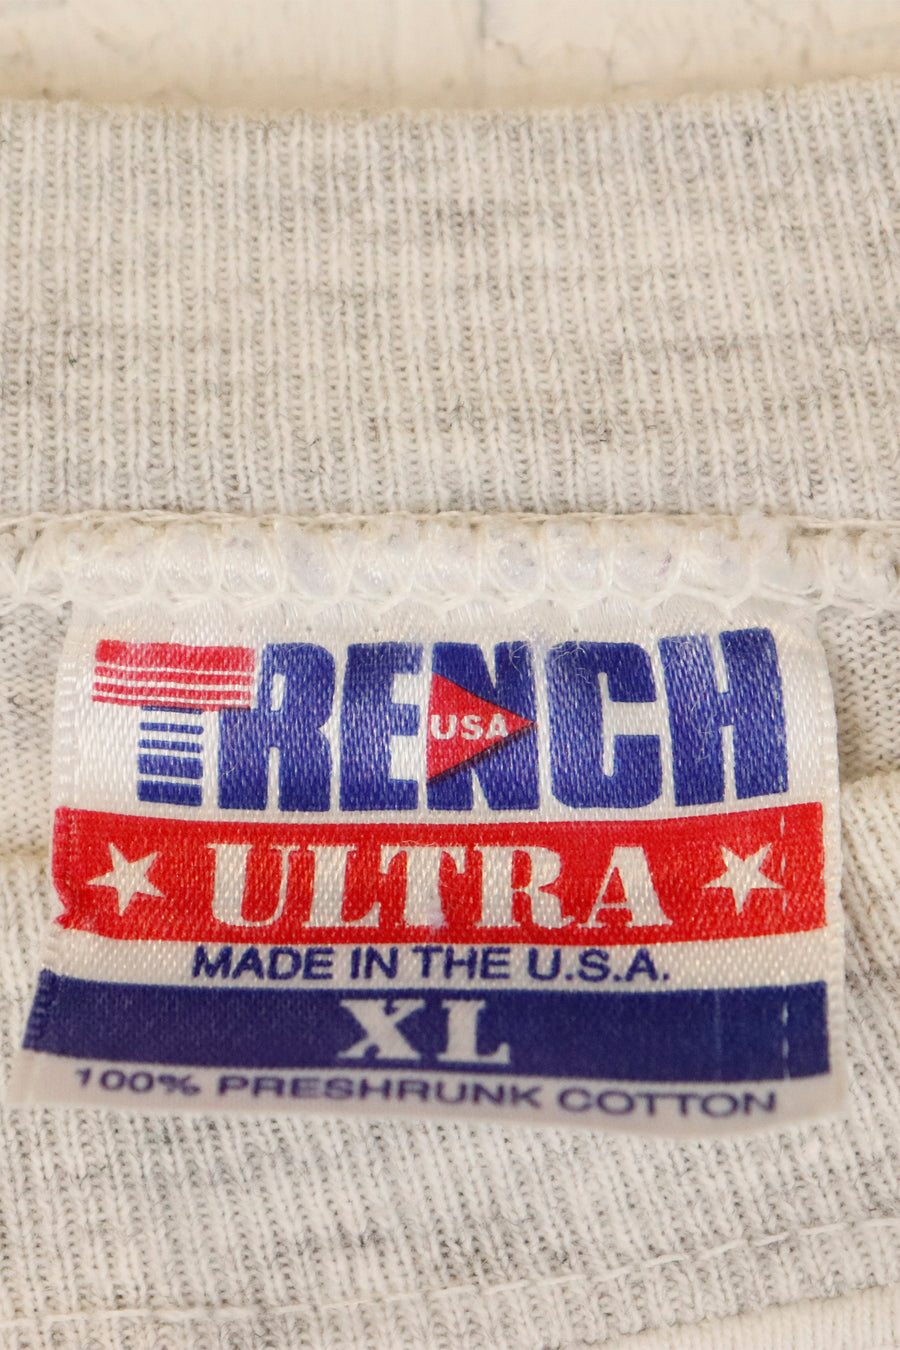 TRENCH
USA
ULTRA
MADE IN THE U.S.A.
XL
100% PRESHRUNK COTTON